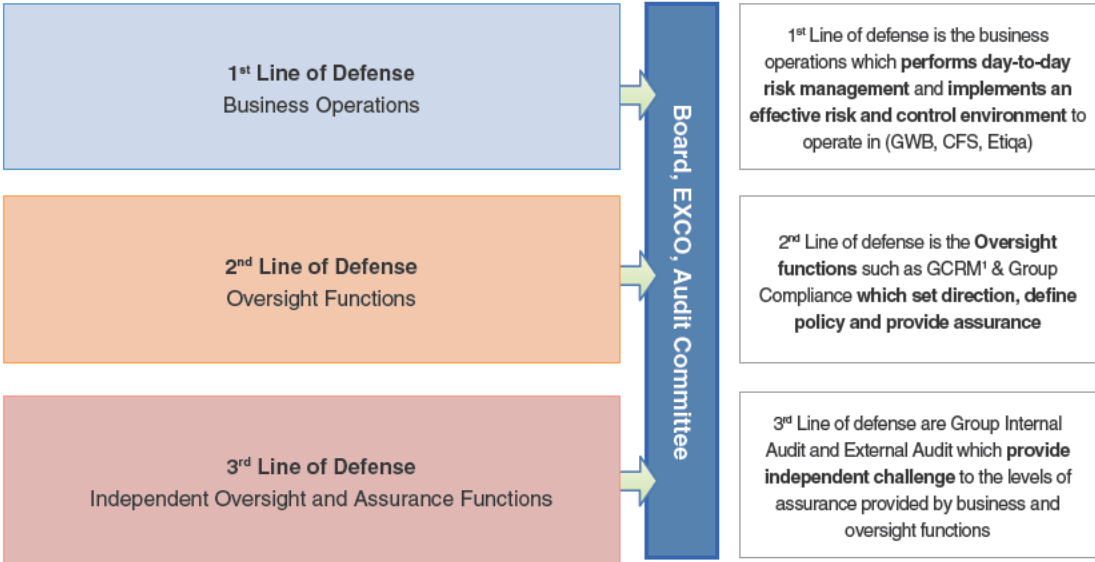 1st Line of Defense
Business Operations
2nd Line of Defense
Oversight Functions
3rd Line of Defense
Independent Oversight and Assurance Functions
Board, EXCO, Audit Committee
1st Line of defense is the business
operations which performs day-to-day
risk management and implements an
effective risk and control environment to
operate in (GWB, CFS, Etiqa)
2nd Line of defense is the Oversight
functions such as GCRM¹ & Group
Compliance which set direction, define
policy and provide assurance
3rd Line of defense are Group Internal
Audit and External Audit which provide
independent challenge to the levels of
assurance provided by business and
oversight functions